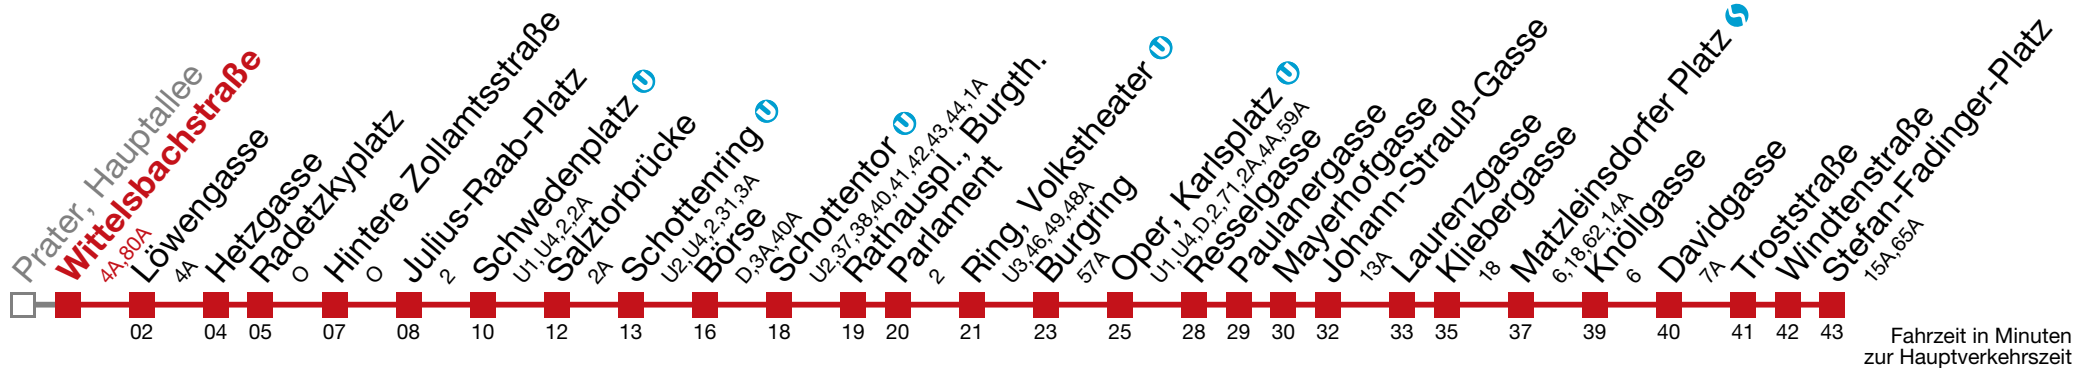 Prater, Hauptallee
Wittelsbachstraße
4A,80A
Löwengasse
4A
Hetzgasse
Radetzkyplatz
O
Hintere Zollamtsstraße
O
Julius-Raab-Platz
2
Schwedenplatz U
U1,U4,2,2A
Salztorbrücke
2A
Schottenring U
U2,U4,2,31,3A
Börse
D,3A,40A
Schottentor U
U2,37,38,40,41,42,43,44,1A
Rathauspl., Burgth.
Parlament
2
Ring, Volkstheater U
U3,46,49,48A
Burgring
57A
Oper, Karlsplatz U
U1,U4,D,2,71,2A,4A,59A
Resselgasse
Paulanergasse
Mayerhofgasse
Johann-Strauß-Gasse
13A
Laurenzgasse
Kliebergasse
18
Matzleinsdorfer Platz S
6,18,62,14A
Knöllgasse
6
Davidgasse
7A
Troststraße
Windtenstraße
Stefan-Fadinger-Platz
15A,65A
02 04 05 07 08 10 12 13 16 18 19 20 21 23 25 28 29 30 32 33 35 37 39 40 41 42 43
Fahrzeit in Minuten
zur Hauptverkehrszeit